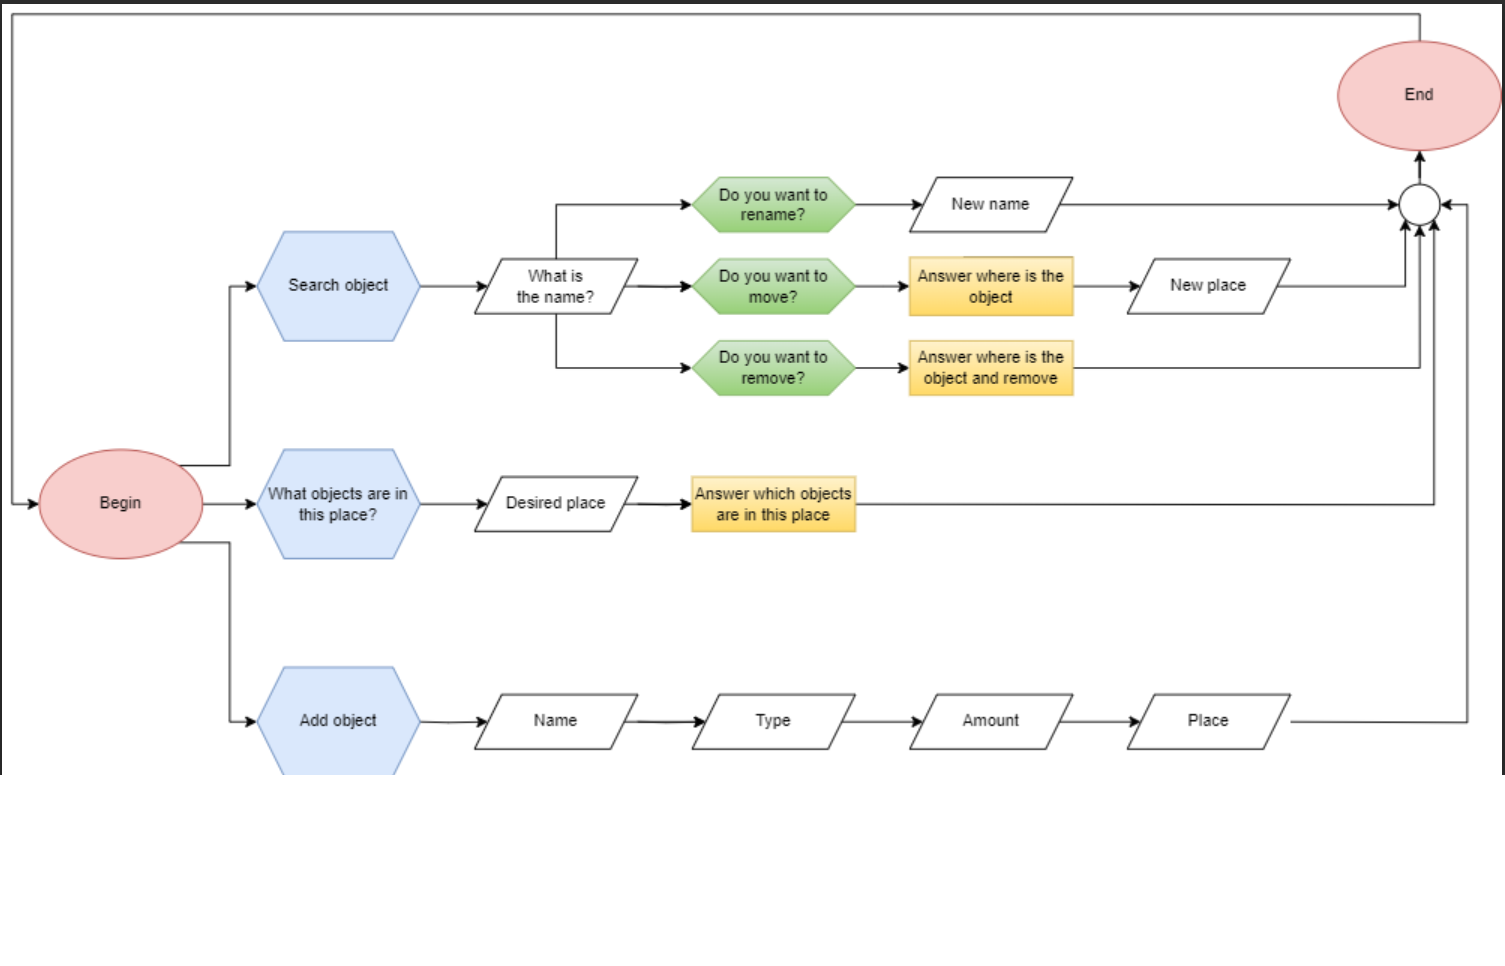 End
Do you want to
rename?
New name
Search object
What is
the name?
Do you want to
move?
Answer where is the
object
New place
Do you want to
remove?
Answer where is the
object and remove
Begin
What objects are in
this place?
Desired place
Answer which objects
are in this place
Add object
Name
Type
Amount
Place